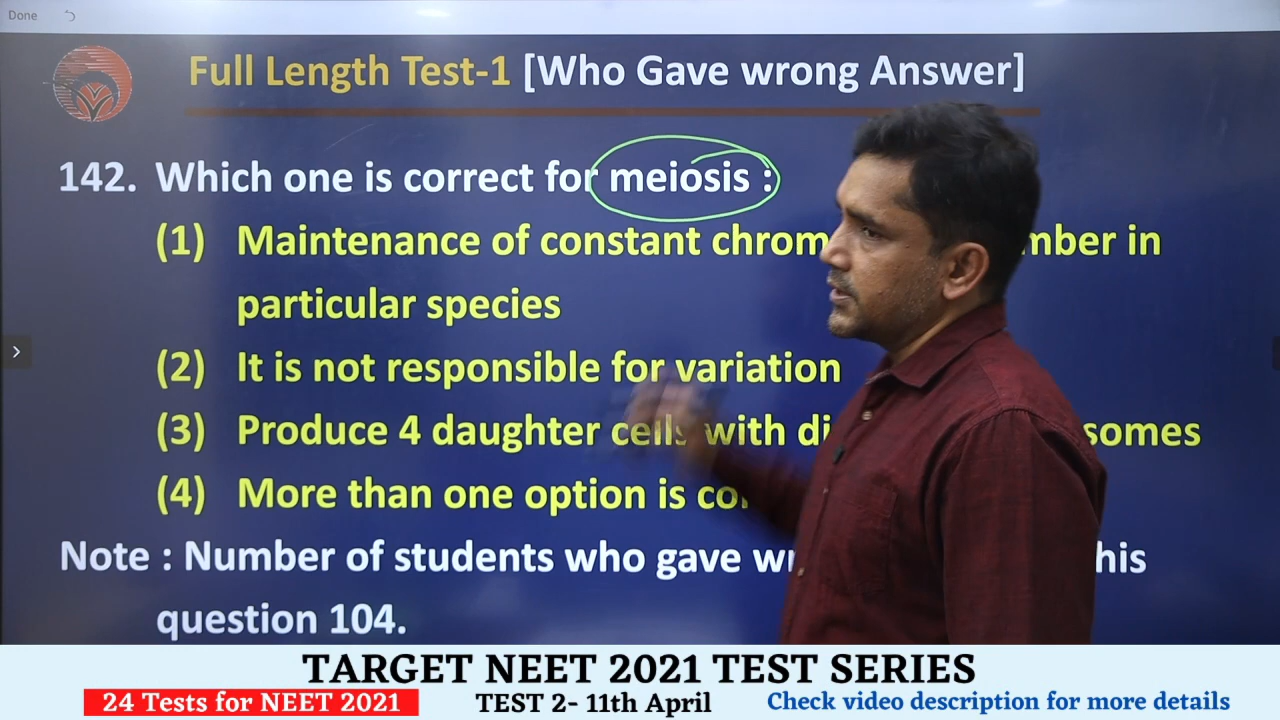 Done
Full Length Test-1 [Who Gave wrong Answer]
142. Which one is correct for meiosis :
(1) Maintenance of constant chrom mber in
particular species
(2) It is not responsible for variation
(3) Produce 4 daughter cells with di somes
(4) More than one option is cor
Note : Number of students who gave wr his
question 104.
TARGET NEET 2021 TEST SERIES
24 Tests for NEET 2021 TEST 2- 11th April Check video description for more details